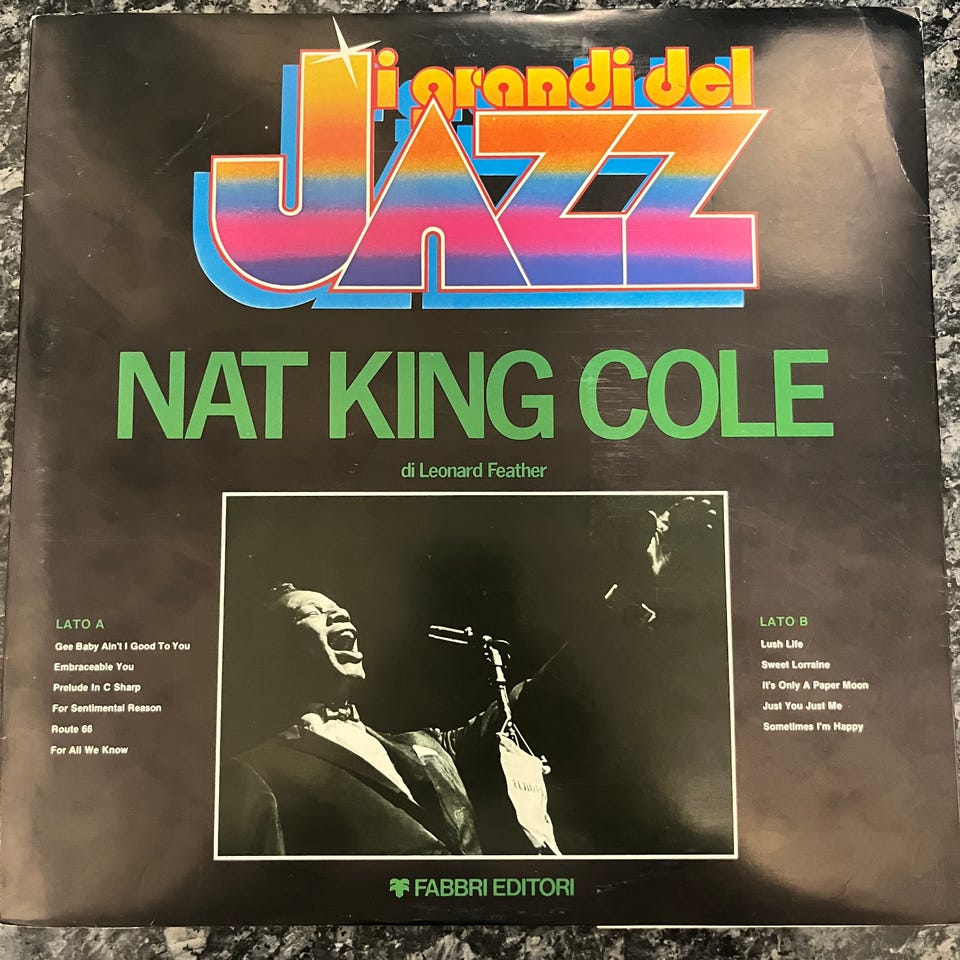 i grandi del
JAZZ
NAT KING COLE
di Leonard Feather
LATO A
Gee Baby Ain't I Good To You
Embraceable You
Prelude In C Sharp
For Sentimental Reason
Route 66
For All We Know
LATO B
Lush Life
Sweet Lorraine
It's Only A Paper Moon
Just You Just Me
Sometimes I'm Happy
FABBRI EDITORI